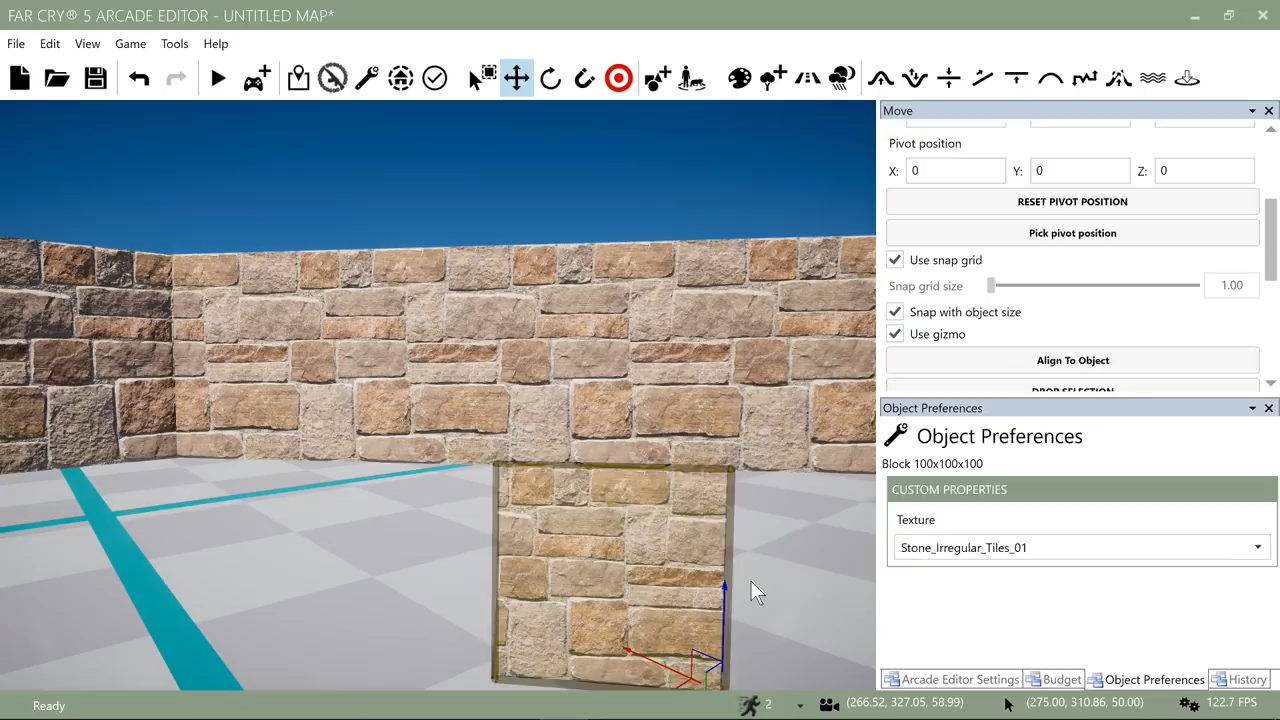 FAR CRY® 5 ARCADE EDITOR - UNTITLED MAP*
File Edit View Game Tools Help
Move
Pivot position
X: 0 Y: 0 Z: 0
RESET PIVOT POSITION
Pick pivot position
Use snap grid
Snap grid size 1.00
Snap with object size
Use gizmo
Align To Object
DROP SELECTION
Object Preferences
Object Preferences
Block 100x100x100
CUSTOM PROPERTIES
Texture
Stone_Irregular_Tiles_01
Arcade Editor Settings Budget Object Preferences History
Ready 2 (266.52, 327.05, 58.99) (275.00, 310.86, 50.00) 122.7 FPS